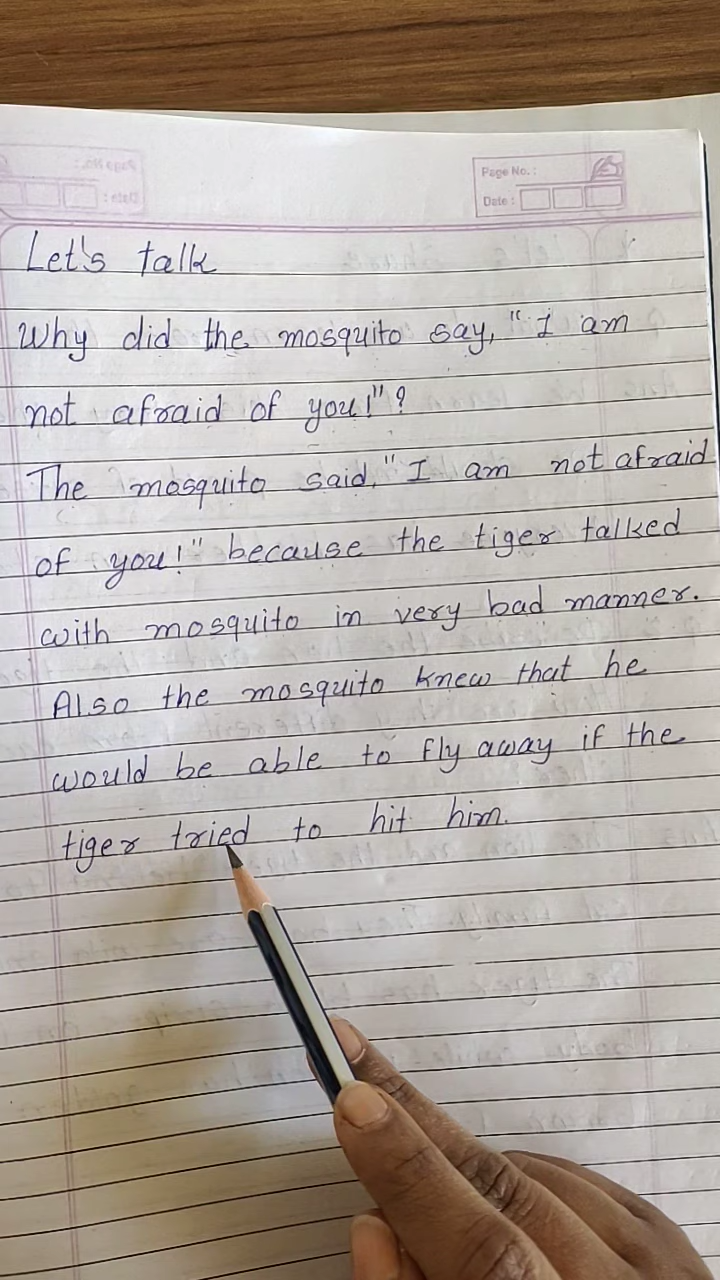 Page No. :
Date :
Let's talk
Why did the mosquito say, "I am
not afraid of you!"?
The mosquito said, "I am not afraid
of you!" because the tiger talked
with mosquito in very bad manner.
Also the mosquito knew that he
would be able to fly away if the
tiger tried to hit him.